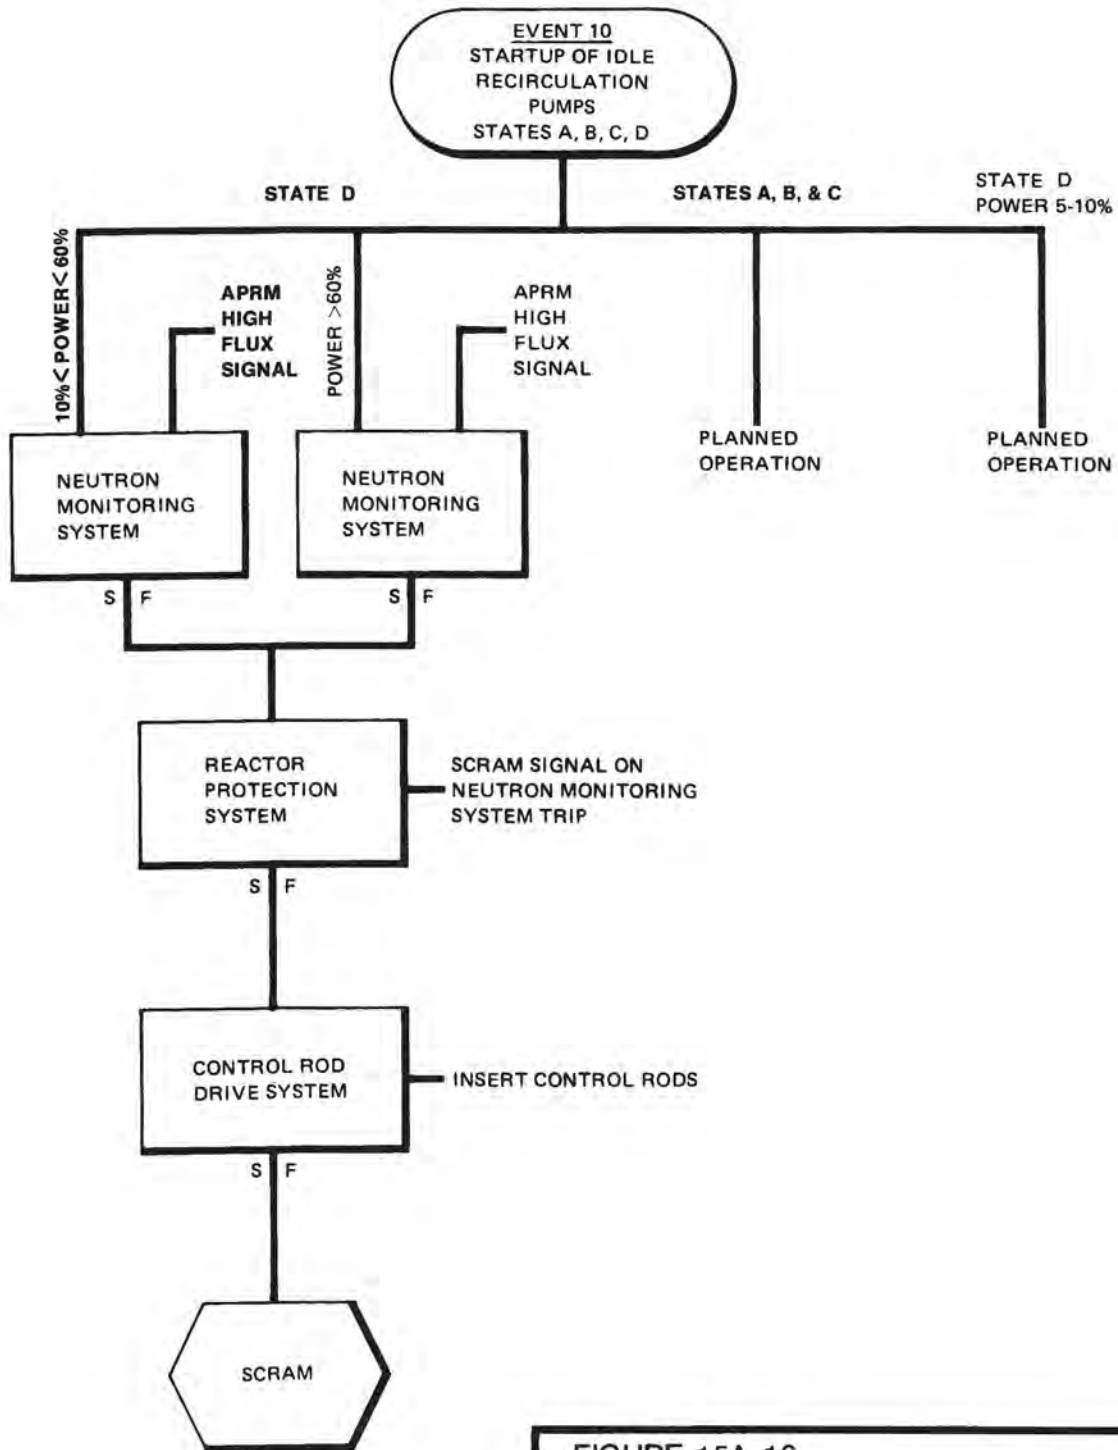 EVENT 10
STARTUP OF IDLE
RECIRCULATION
PUMPS
STATES A, B, C, D
STATE D
STATES A, B, & C
STATE D
POWER 5-10%
10%<POWER<60%
APRM
HIGH
FLUX
SIGNAL
POWER >60%
APRM
HIGH
FLUX
SIGNAL
PLANNED
OPERATION
PLANNED
OPERATION
NEUTRON
MONITORING
SYSTEM
NEUTRON
MONITORING
SYSTEM
S F
S F
REACTOR
PROTECTION
SYSTEM
SCRAM SIGNAL ON
NEUTRON MONITORING
SYSTEM TRIP
S F
CONTROL ROD
DRIVE SYSTEM
INSERT CONTROL RODS
S F
SCRAM